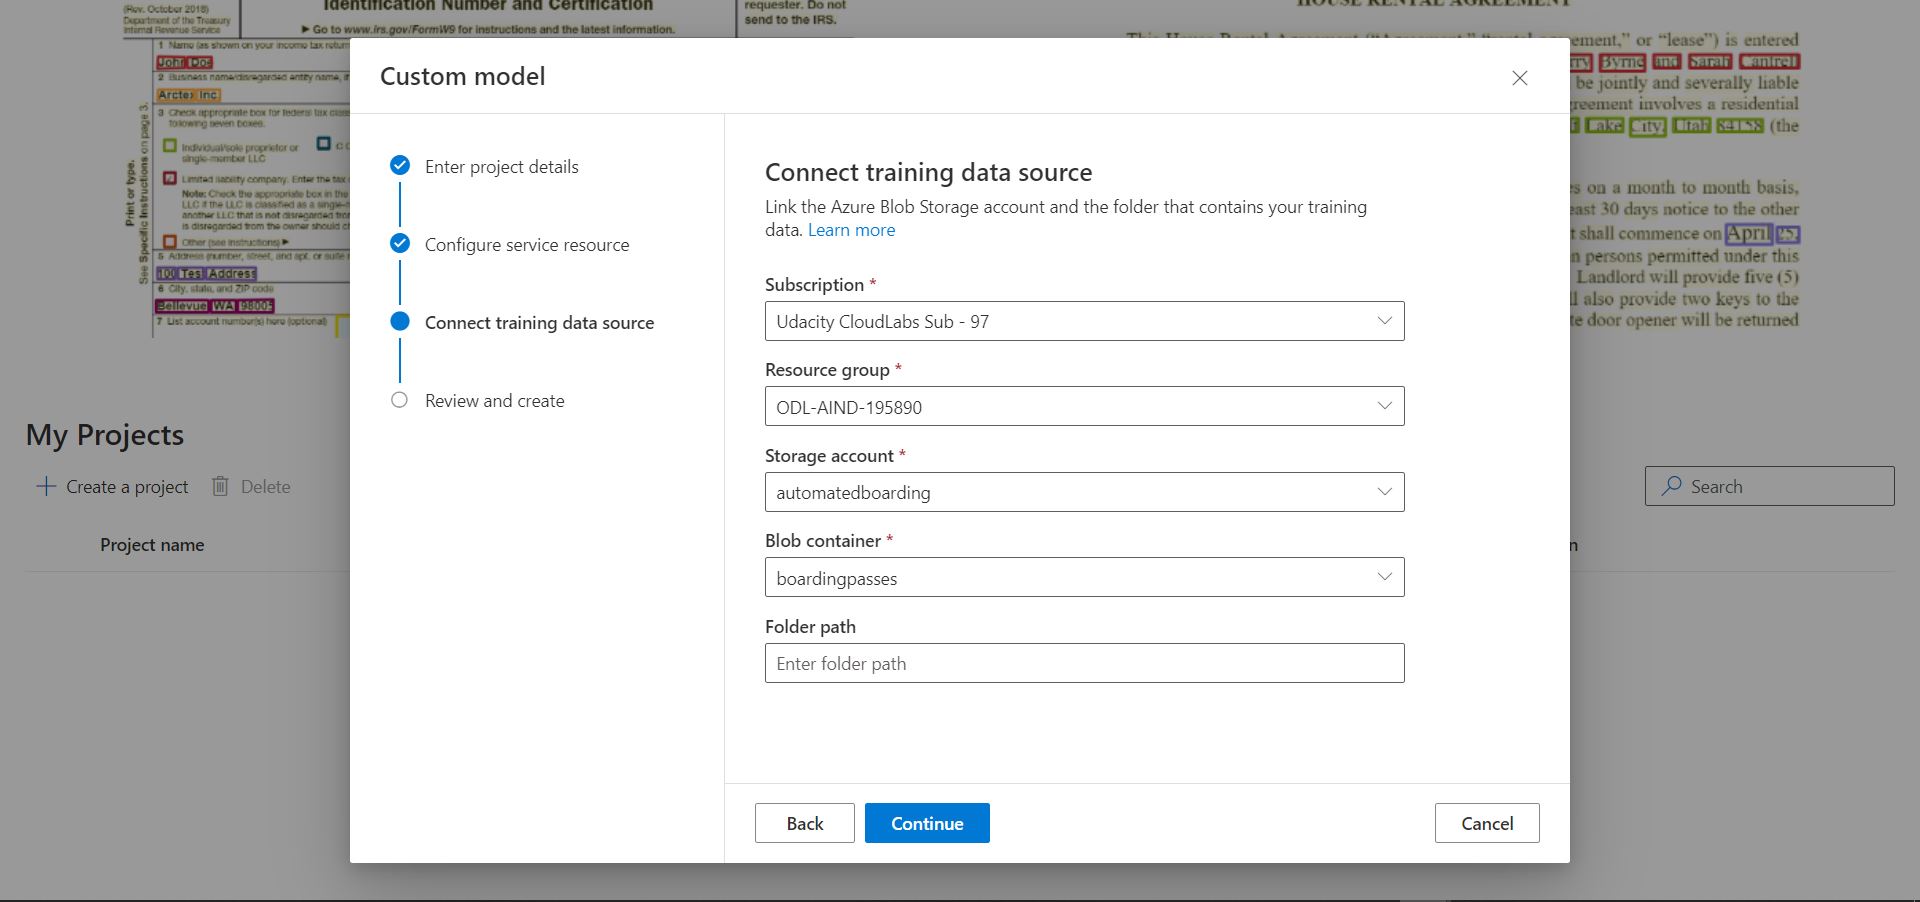 (Rev. October 2018)
Department of the Treasury
Internal Revenue Service
Identification Number and Certification
▶ Go to www.irs.gov/FormW9 for instructions and the latest information.
requester. Do not
send to the IRS.
HOUSE RENTAL AGREEMENT
1 Name (as shown on your income tax return
John Doe
2 Business name/disregarded entity name, if
Arctex Inc
3 Check appropriate box for federal tax
following seven boxes.
Individual/sole proprietor or
single-member LLC
Limited liability company. Enter the tax
Note: Check the appropriate box in the
LLC if the LLC is classified as a single-
another LLC that is not disregarded
is disregarded from the owner should
Other (see instructions) ▶
5 Address (number, street, and apt. or suite
100 Test Address
6 City, state, and ZIP code
Bellevue WA, 98005
7 List account number(s) here (optional)
Print or type.
See Specific Instructions on page 3.
This House Rental Agreement
ement,” or “lease”) is entered
Byrne and Sarah Cantrell
be jointly and severally liable
reement involves a residential
Lake City, Utah 84158 (the
s on a month to month basis,
east 30 days notice to the other
t shall commence on April 25,
n persons permitted under this
Landlord will provide five (5)
ll also provide two keys to the
te door opener will be returned
Custom model
Enter project details
Configure service resource
Connect training data source
Review and create
Connect training data source
Link the Azure Blob Storage account and the folder that contains your training
data. Learn more
Subscription *
Udacity CloudLabs Sub - 97
Resource group *
ODL-AIND-195890
Storage account *
automatedboarding
Blob container *
boardingpasses
Folder path
Enter folder path
Back
Continue
Cancel
My Projects
Create a project
Delete
Search
Project name
n